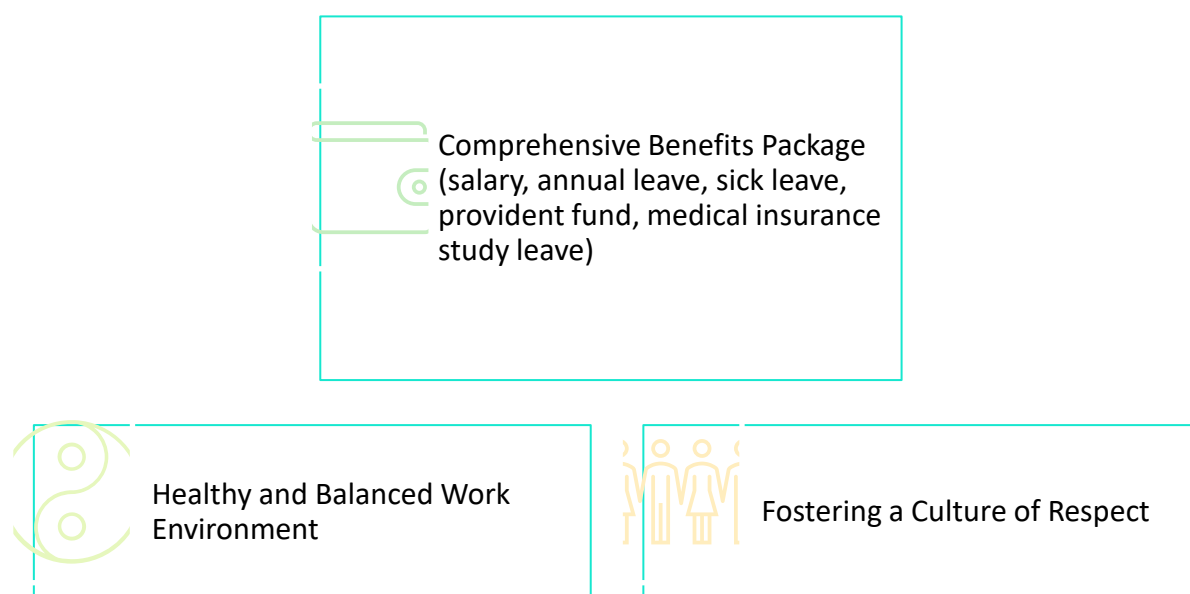 Comprehensive Benefits Package
(salary, annual leave, sick leave,
provident fund, medical insurance
study leave)
Healthy and Balanced Work
Environment
Fostering a Culture of Respect